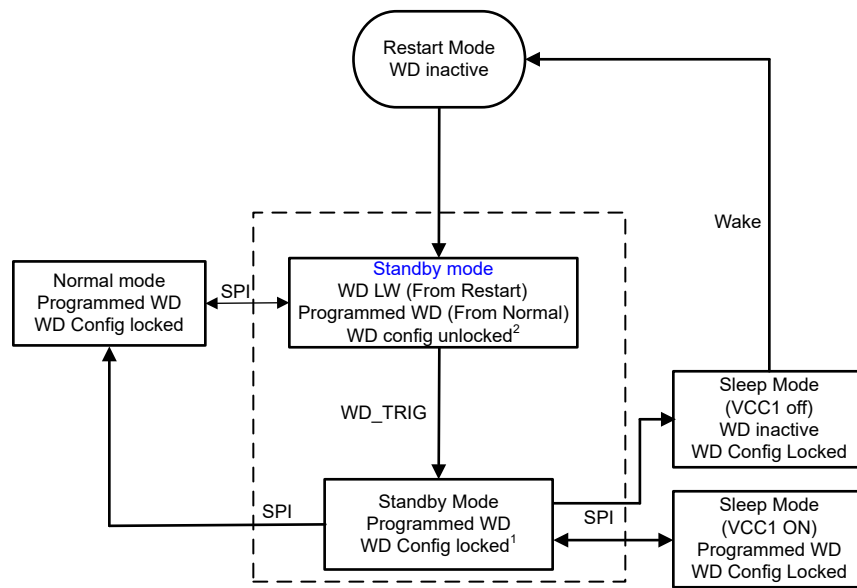 Restart Mode
WD inactive
Wake
Standby mode
WD LW (From Restart)
Programmed WD (From Normal)
WD config unlocked²
Normal mode
Programmed WD
WD Config locked
SPI
WD_TRIG
Sleep Mode
(VCC1 off)
WD inactive
WD Config Locked
Standby Mode
Programmed WD
WD Config locked¹
SPI
SPI
Sleep Mode
(VCC1 ON)
Programmed WD
WD Config Locked